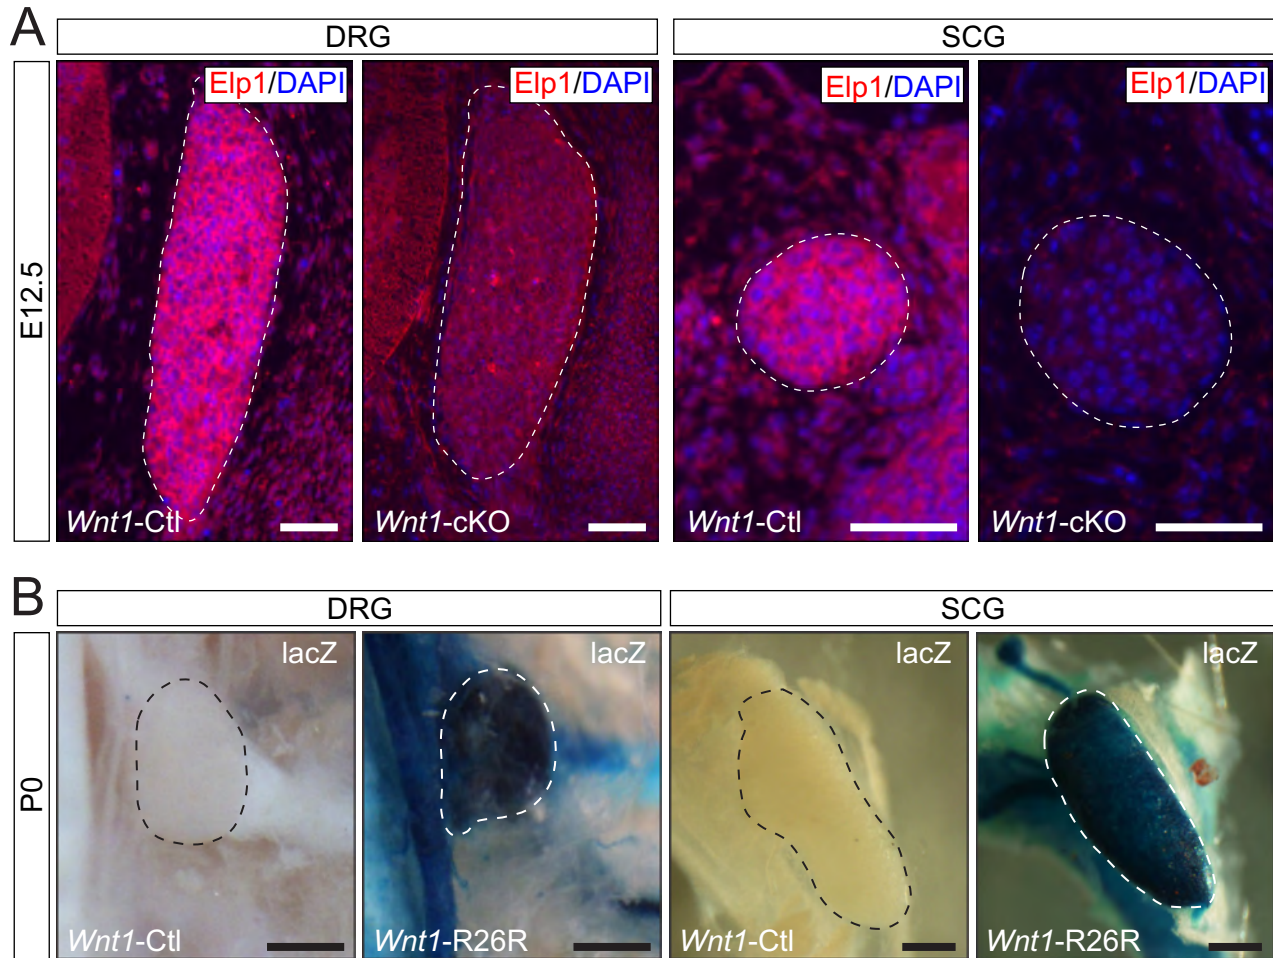 A
DRG
SCG
E12.5
Elp1/DAPI
Elp1/DAPI
Elp1/DAPI
Elp1/DAPI
Wnt1-Ctl
Wnt1-cKO
Wnt1-Ctl
Wnt1-cKO
B
DRG
SCG
P0
lacZ
lacZ
lacZ
lacZ
Wnt1-Ctl
Wnt1-R26R
Wnt1-Ctl
Wnt1-R26R